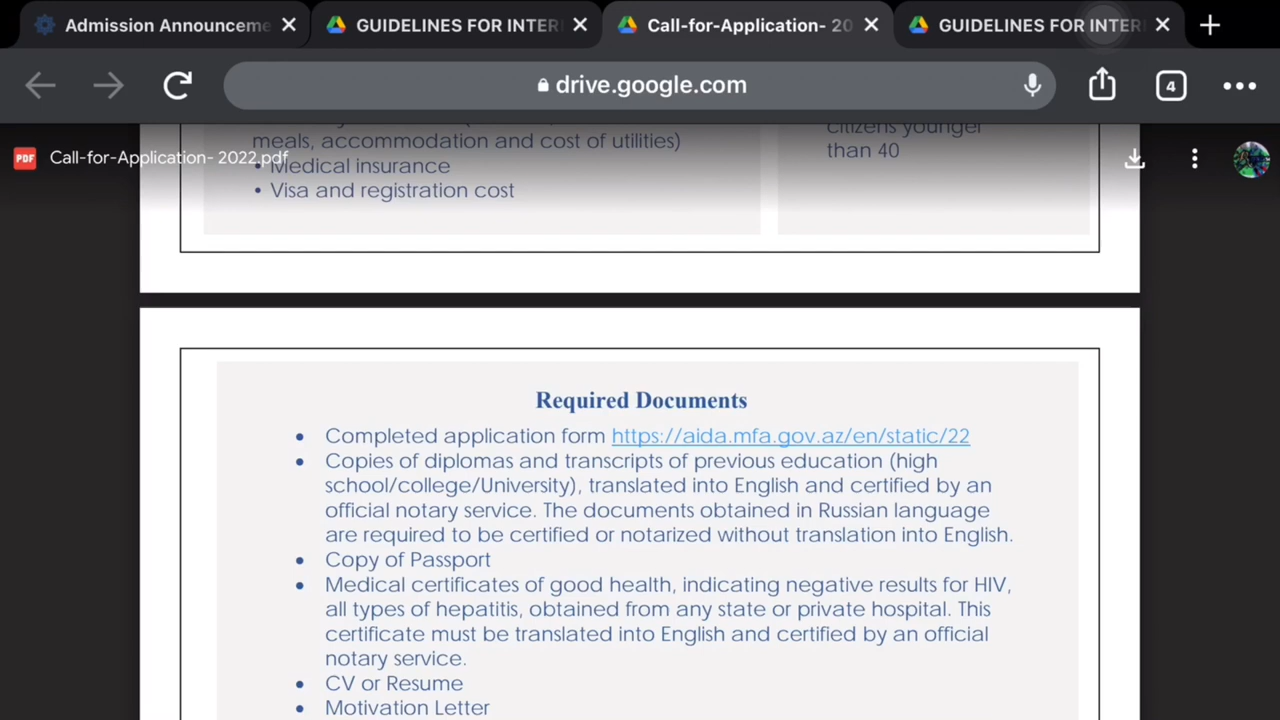 Admission Announceme
GUIDELINES FOR INTER
Call-for-Application- 20
GUIDELINES FOR INTER
drive.google.com
4
meals, accommodation and cost of utilities)
citizens younger
than 40
PDF Call-for-Application- 2022.pdf
• Medical insurance
• Visa and registration cost
Required Documents
• Completed application form https://aida.mfa.gov.az/en/static/22
• Copies of diplomas and transcripts of previous education (high
school/college/University), translated into English and certified by an
official notary service. The documents obtained in Russian language
are required to be certified or notarized without translation into English.
• Copy of Passport
• Medical certificates of good health, indicating negative results for HIV,
all types of hepatitis, obtained from any state or private hospital. This
certificate must be translated into English and certified by an official
notary service.
• CV or Resume
• Motivation Letter